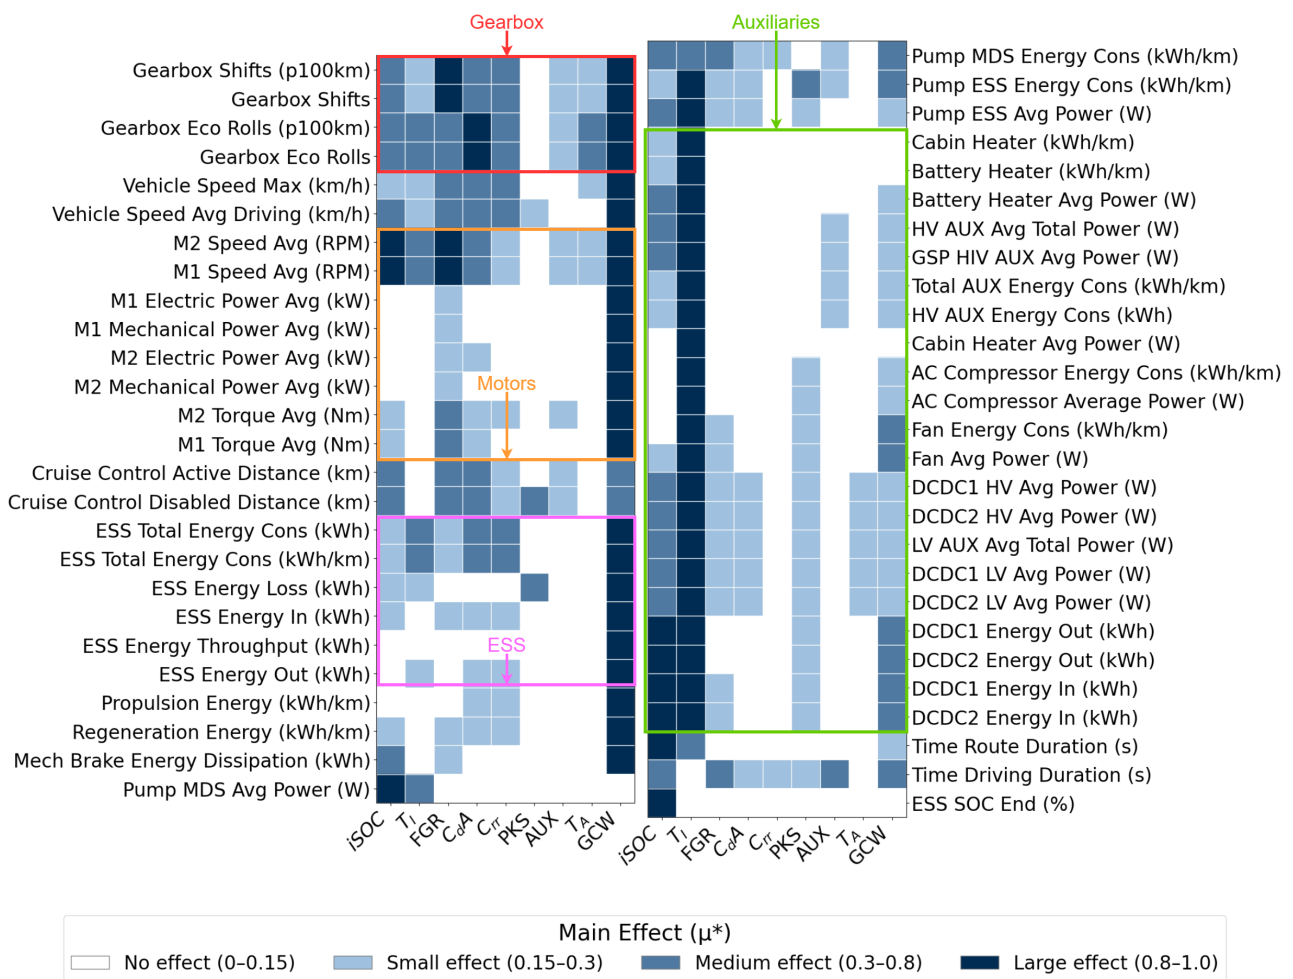 Gearbox
Auxiliaries
Gearbox Shifts (p100km)
Gearbox Shifts
Gearbox Eco Rolls (p100km)
Gearbox Eco Rolls
Vehicle Speed Max (km/h)
Vehicle Speed Avg Driving (km/h)
M2 Speed Avg (RPM)
M1 Speed Avg (RPM)
M1 Electric Power Avg (kW)
M1 Mechanical Power Avg (kW)
M2 Electric Power Avg (kW)
M2 Mechanical Power Avg (kW)
Motors
M2 Torque Avg (Nm)
M1 Torque Avg (Nm)
Cruise Control Active Distance (km)
Cruise Control Disabled Distance (km)
ESS Total Energy Cons (kWh)
ESS Total Energy Cons (kWh/km)
ESS Energy Loss (kWh)
ESS Energy In (kWh)
ESS Energy Throughput (kWh)
ESS
ESS Energy Out (kWh)
Propulsion Energy (kWh/km)
Regeneration Energy (kWh/km)
Mech Brake Energy Dissipation (kWh)
Pump MDS Avg Power (W)
iSOC T_I FGR C_dA C_rr PKS AUX T_A GCW
Pump MDS Energy Cons (kWh/km)
Pump ESS Energy Cons (kWh/km)
Pump ESS Avg Power (W)
Cabin Heater (kWh/km)
Battery Heater (kWh/km)
Battery Heater Avg Power (W)
HV AUX Avg Total Power (W)
GSP HIV AUX Avg Power (W)
Total AUX Energy Cons (kWh/km)
HV AUX Energy Cons (kWh)
Cabin Heater Avg Power (W)
AC Compressor Energy Cons (kWh/km)
AC Compressor Average Power (W)
Fan Energy Cons (kWh/km)
Fan Avg Power (W)
DCDC1 HV Avg Power (W)
DCDC2 HV Avg Power (W)
LV AUX Avg Total Power (W)
DCDC1 LV Avg Power (W)
DCDC2 LV Avg Power (W)
DCDC1 Energy Out (kWh)
DCDC2 Energy Out (kWh)
DCDC1 Energy In (kWh)
DCDC2 Energy In (kWh)
Time Route Duration (s)
Time Driving Duration (s)
ESS SOC End (%)
iSOC T_I FGR C_dA C_rr PKS AUX T_A GCW
Main Effect (μ*)
No effect (0–0.15) Small effect (0.15–0.3) Medium effect (0.3–0.8) Large effect (0.8–1.0)